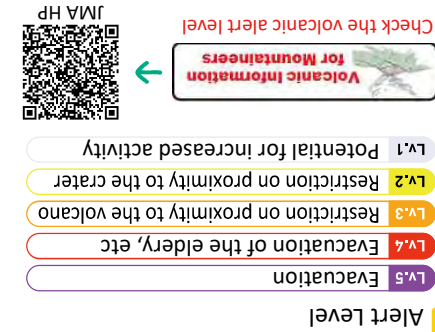 Alert Level
Lv.5 Evacuation
Lv.4 Evacuation of the eldery, etc
Lv.3 Restriction on proximity to the volcano
Lv.2 Restriction on proximity to the crater
Lv.1 Potential for increased activity
Volcanic Information
for Mountaineers
Check the volcanic alert level
JMA HP